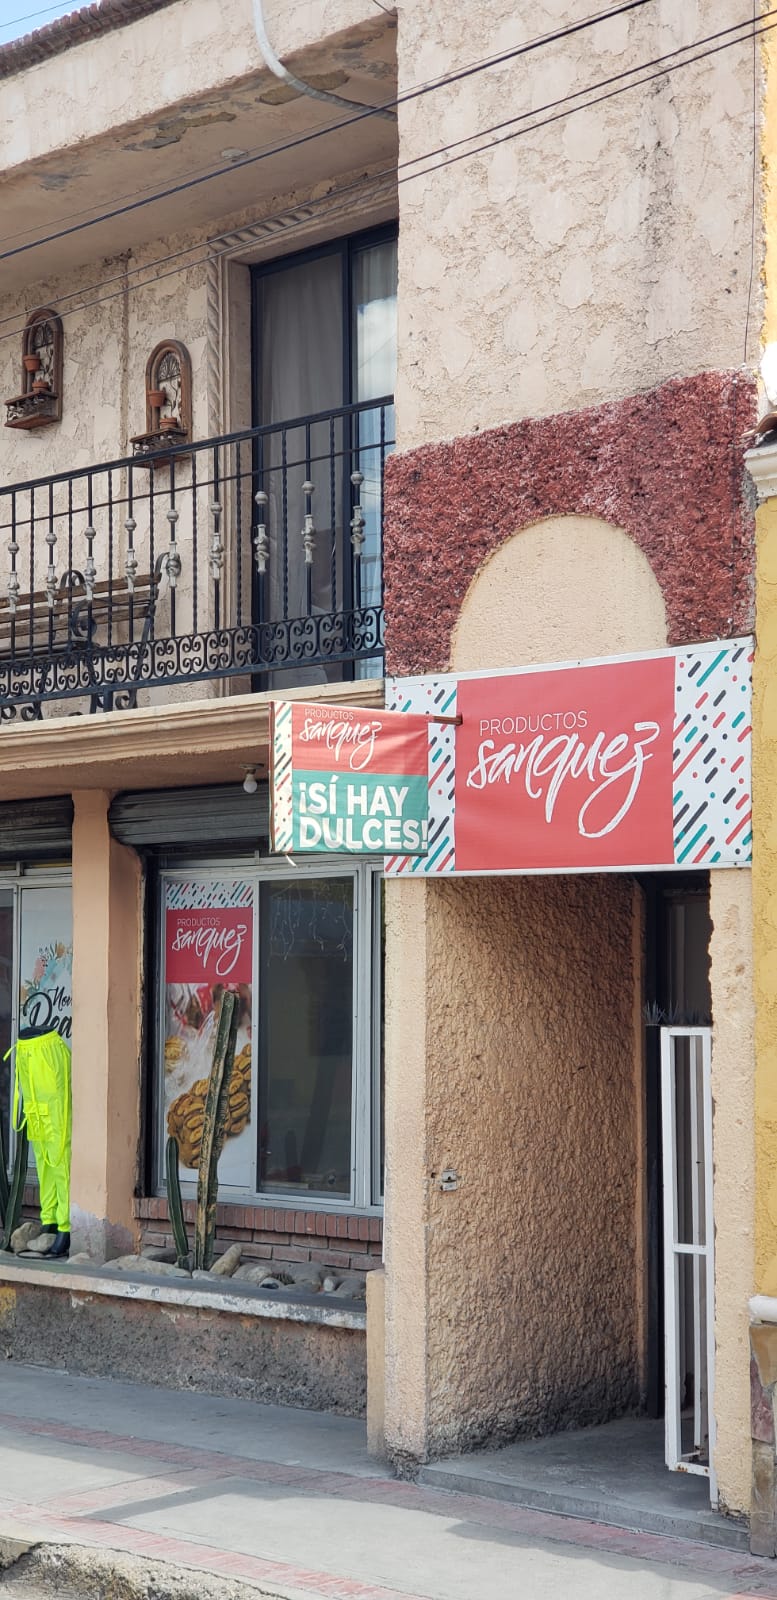 PRODUCTOS
sanquez
¡SÍ HAY
DULCES!
PRODUCTOS
sanquez
PRODUCTOS
sanquez